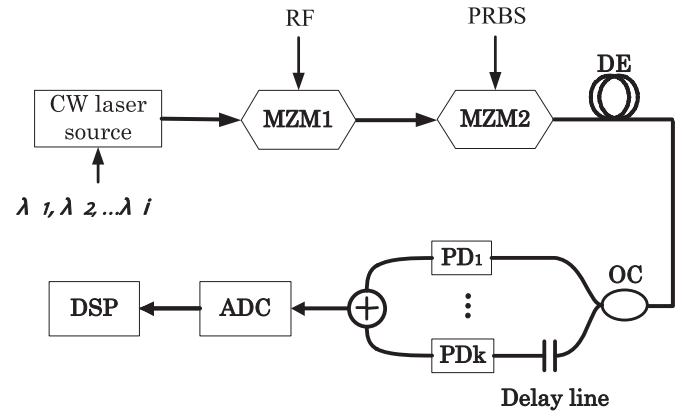 RF
PRBS
CW laser
source
MZM1
MZM2
DE
λ 1, λ 2, ...λ i
OC
PD1
⋮
PDk
Delay line
+
ADC
DSP